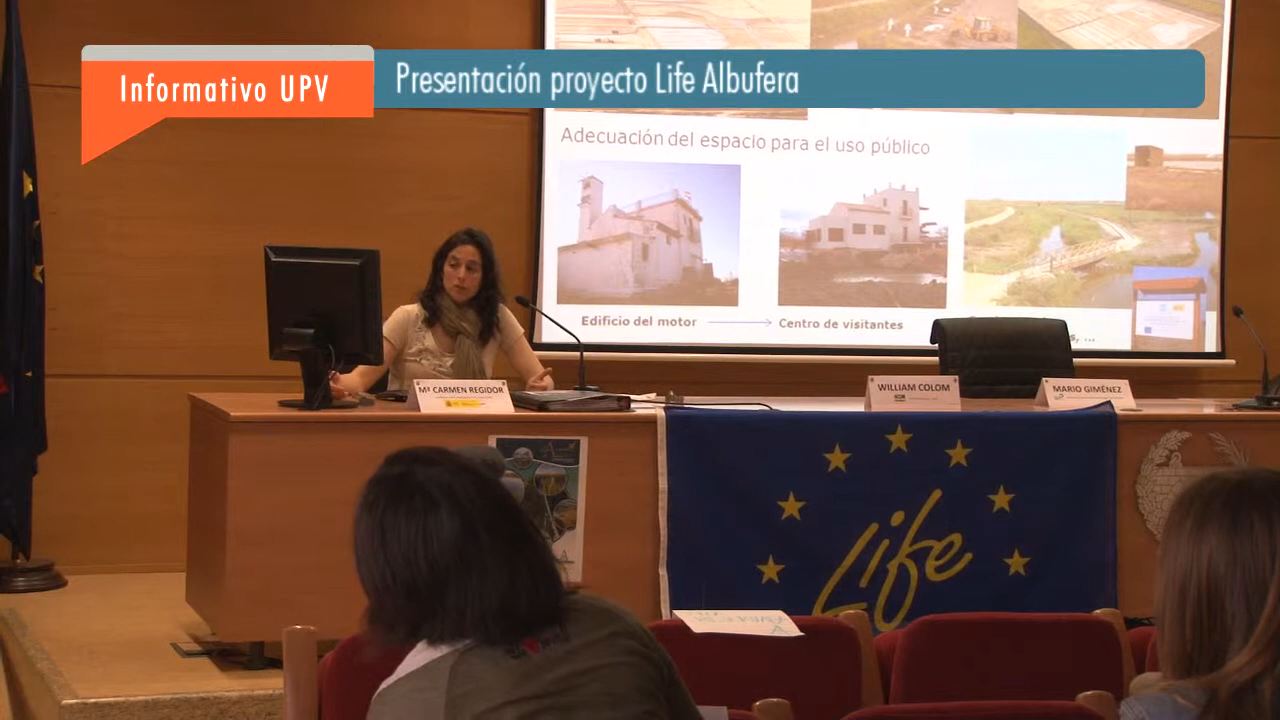 Informativo UPV
Presentación proyecto Life Albufera
Adecuación del espacio para el uso público
Edificio del motor
Centro de visitantes
Mª CARMEN REGIDOR
WILLIAM COLOM
MARIO GIMÉNEZ
Life